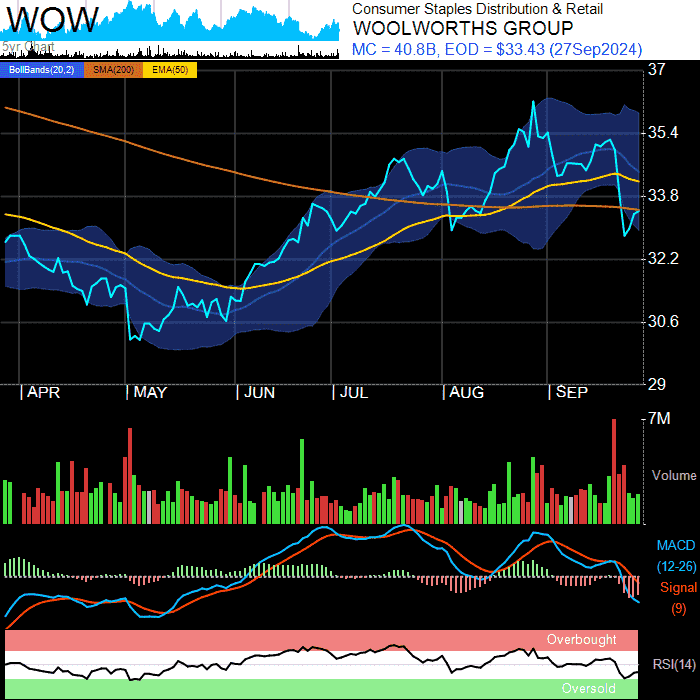 WOW
5yr Chart
Consumer Staples Distribution & Retail
WOOLWORTHS GROUP
MC = 40.8B, EOD = $33.43 (27Sep2024)
BollBands(20,2) SMA(200) EMA(50)
37
35.4
33.8
32.2
30.6
29
| APR | MAY | JUN | JUL | AUG | SEP
7M
Volume
MACD
(12-26)
Signal
(9)
Overbought
RSI(14)
Oversold